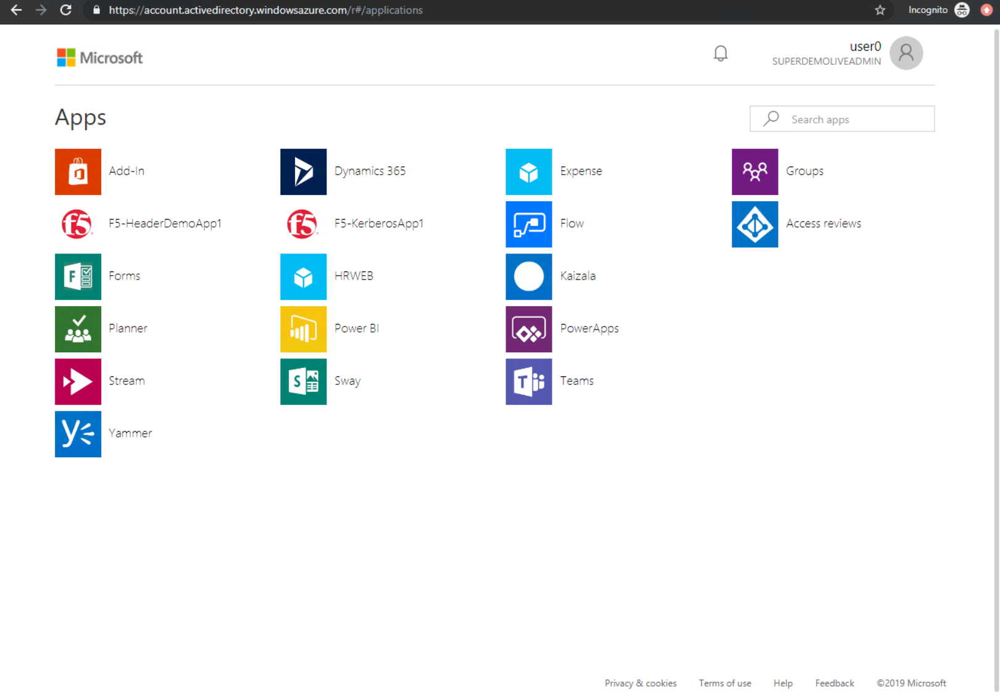 https://account.activedirectory.windowsazure.com/r#/applications
Incognito
Microsoft
user0
SUPERDEMOLIVEADMIN
Apps
Search apps
Add-In
Dynamics 365
Expense
Groups
f5
F5-HeaderDemoApp1
f5
F5-KerberosApp1
Flow
Access reviews
F
Forms
HRWEB
Kaizala
Planner
Power BI
PowerApps
Stream
S
Sway
T
Teams
y
Yammer
Privacy & cookies
Terms of use
Help
Feedback
©2019 Microsoft